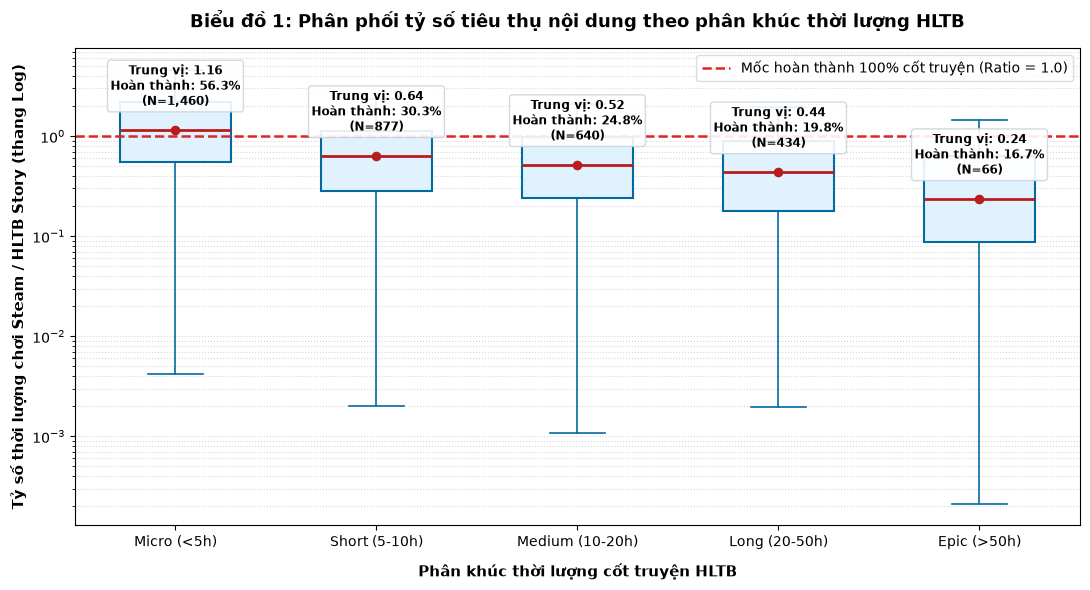 Biểu đồ 1: Phân phối tỷ số tiêu thụ nội dung theo phân khúc thời lượng HLTB
Tỷ số thời lượng chơi Steam / HLTB Story (thang Log)
Mốc hoàn thành 100% cốt truyện (Ratio = 1.0)
Trung vị: 1.16
Hoàn thành: 56.3%
(N=1,460)
Trung vị: 0.64
Hoàn thành: 30.3%
(N=877)
Trung vị: 0.52
Hoàn thành: 24.8%
(N=640)
Trung vị: 0.44
Hoàn thành: 19.8%
(N=434)
Trung vị: 0.24
Hoàn thành: 16.7%
(N=66)
10⁰
10⁻¹
10⁻²
10⁻³
Micro (<5h)
Short (5-10h)
Medium (10-20h)
Long (20-50h)
Epic (>50h)
Phân khúc thời lượng cốt truyện HLTB